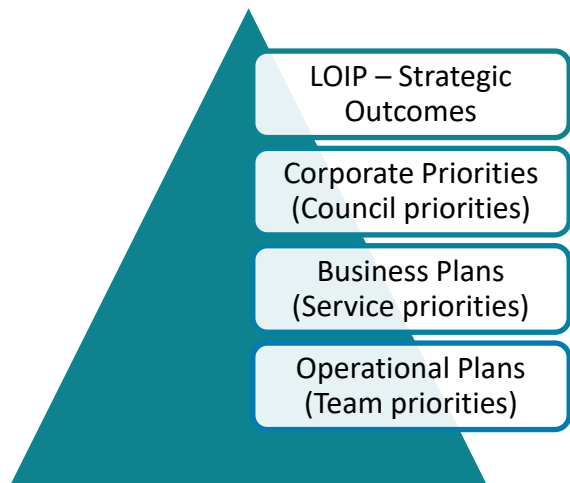 LOIP – Strategic
Outcomes
Corporate Priorities
(Council priorities)
Business Plans
(Service priorities)
Operational Plans
(Team priorities)